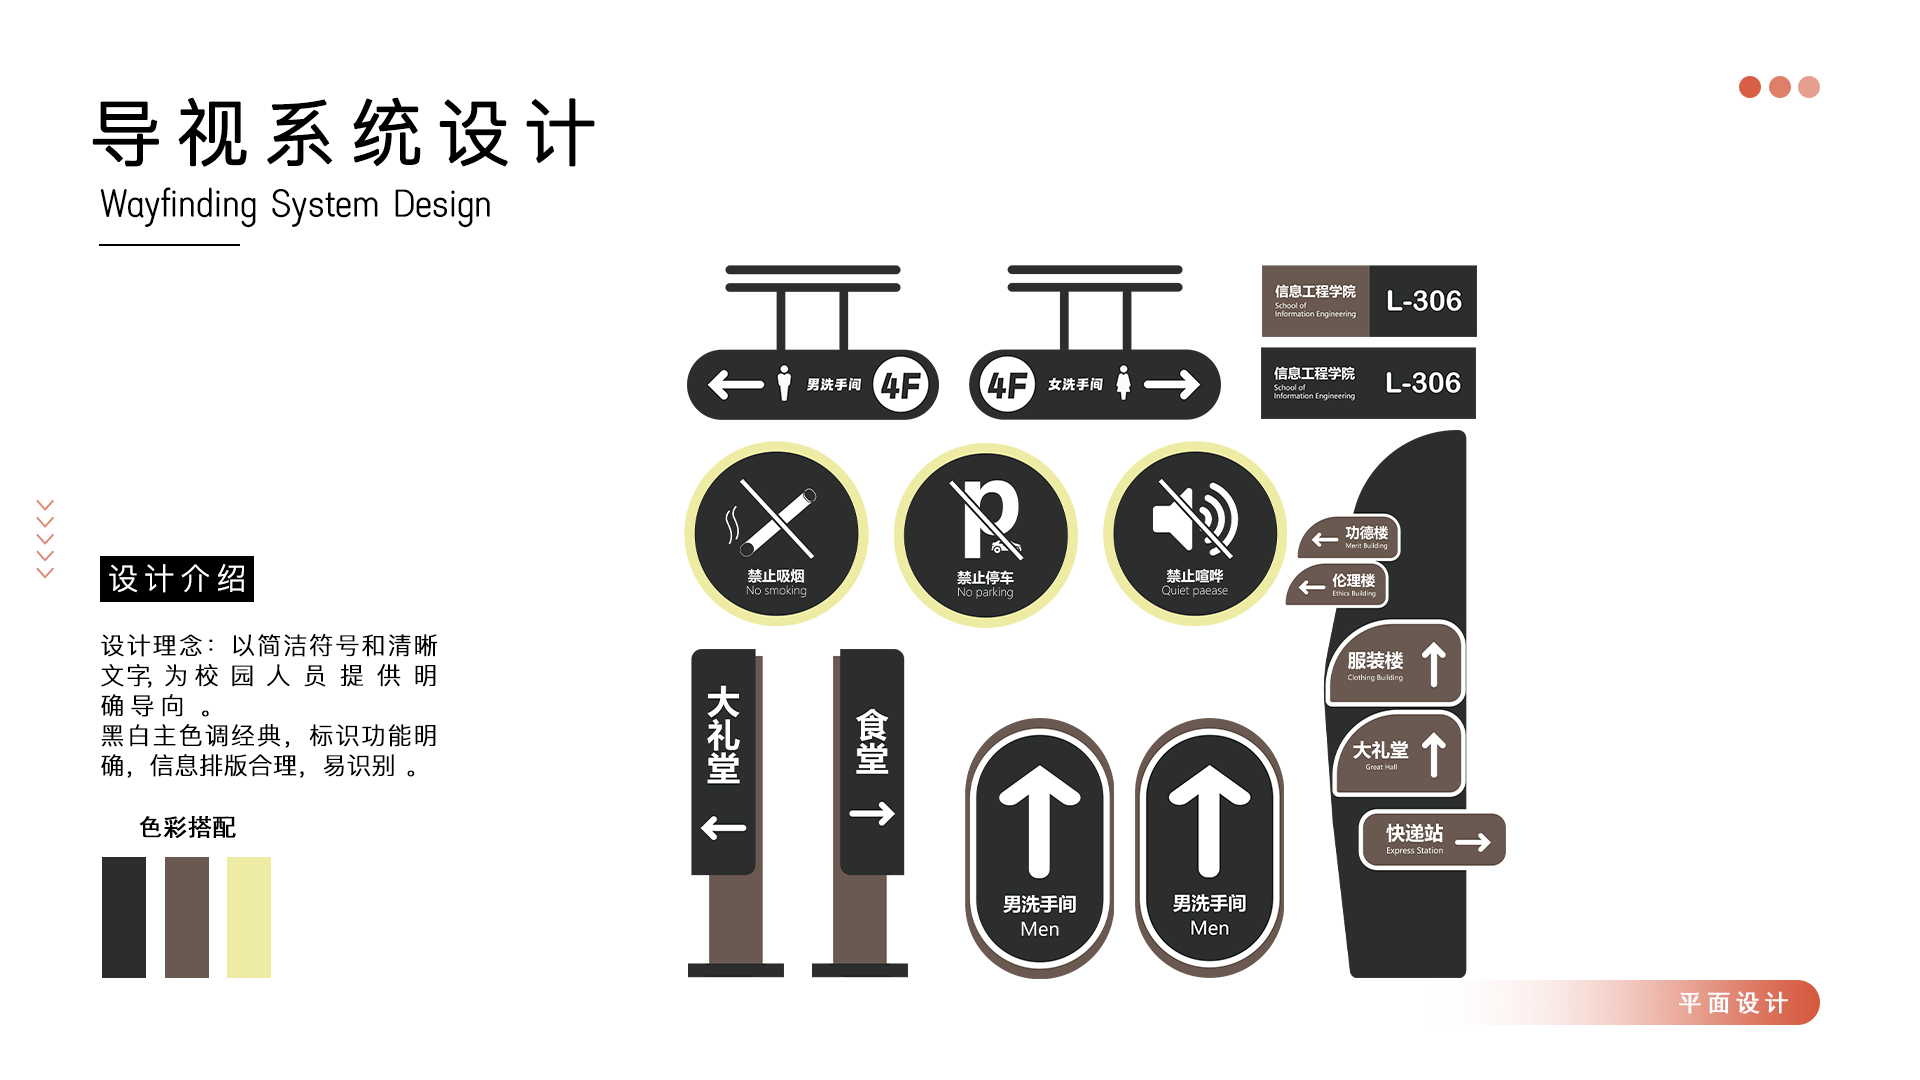 导视系统设计
Wayfinding System Design
男洗手间
4F
4F
女洗手间
信息工程学院
School of
Information Engineering
L-306
信息工程学院
School of
Information Engineering
L-306
禁止吸烟
No smoking
P
禁止停车
No parking
禁止喧哗
Quiet paease
功德楼
Merit Building
伦理楼
Ethics Building
服装楼
Clothing Building
大礼堂
Great Hall
快递站
Express Station
设计介绍
设计理念：以简洁符号和清晰
文字,为校园人员提供明
确导向 。
黑白主色调经典，标识功能明
确，信息排版合理，易识别 。
色彩搭配
大礼堂
食堂
男洗手间
Men
男洗手间
Men
平面设计